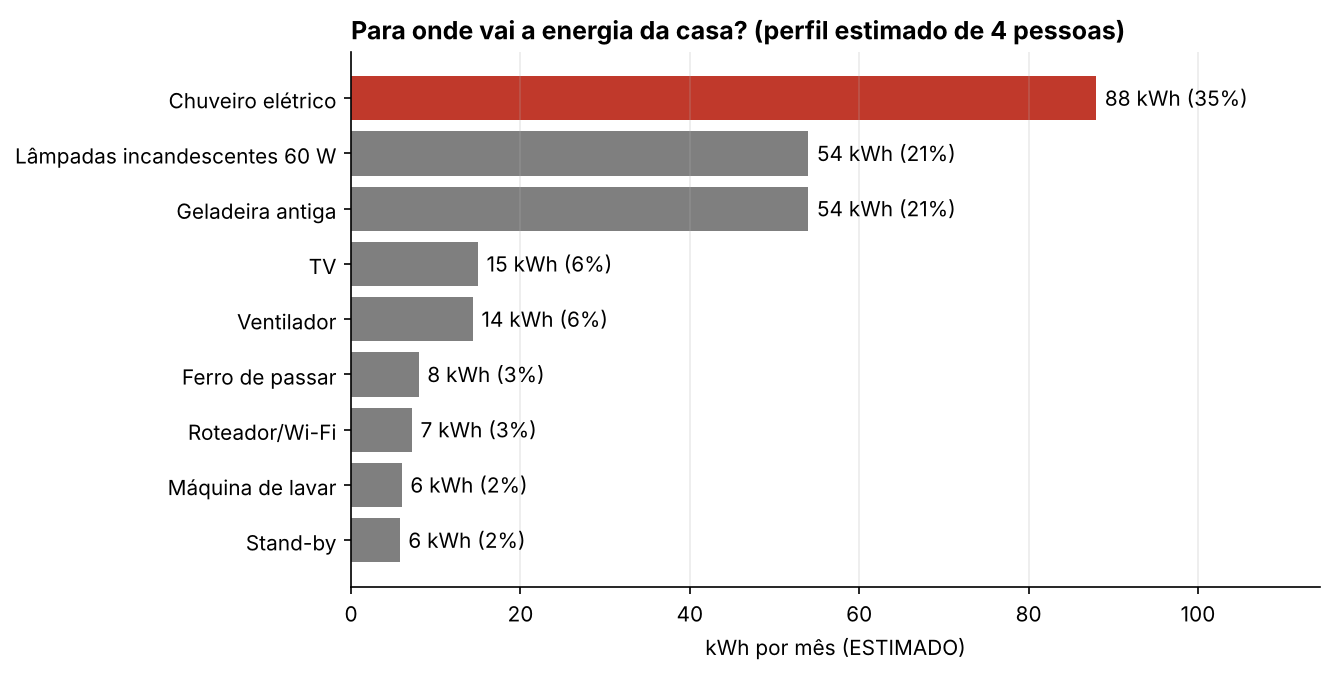 Para onde vai a energia da casa? (perfil estimado de 4 pessoas)
Chuveiro elétrico 88 kWh (35%)
Lâmpadas incandescentes 60 W 54 kWh (21%)
Geladeira antiga 54 kWh (21%)
TV 15 kWh (6%)
Ventilador 14 kWh (6%)
Ferro de passar 8 kWh (3%)
Roteador/Wi-Fi 7 kWh (3%)
Máquina de lavar 6 kWh (2%)
Stand-by 6 kWh (2%)
0 20 40 60 80 100
kWh por mês (ESTIMADO)